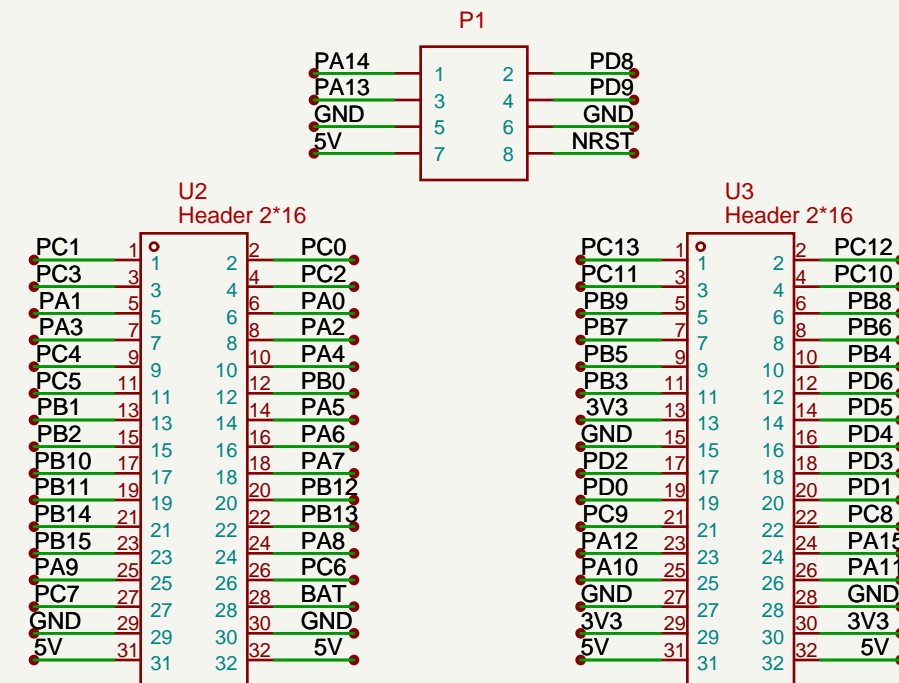 P1
PA14 1 2 PD8
PA13 3 4 PD9
GND 5 6 GND
5V 7 8 NRST
U2
Header 2*16
PC1 1 1 2 2 PC0
PC3 3 3 4 4 PC2
PA1 5 5 6 6 PA0
PA3 7 7 8 8 PA2
PC4 9 9 10 10 PA4
PC5 11 11 12 12 PB0
PB1 13 13 14 14 PA5
PB2 15 15 16 16 PA6
PB10 17 17 18 18 PA7
PB11 19 19 20 20 PB12
PB14 21 21 22 22 PB13
PB15 23 23 24 24 PA8
PA9 25 25 26 26 PC6
PC7 27 27 28 28 BAT
GND 29 29 30 30 GND
5V 31 31 32 32 5V
U3
Header 2*16
PC13 1 1 2 2 PC12
PC11 3 3 4 4 PC10
PB9 5 5 6 6 PB8
PB7 7 7 8 8 PB6
PB5 9 9 10 10 PB4
PB3 11 11 12 12 PD6
3V3 13 13 14 14 PD5
GND 15 15 16 16 PD4
PD2 17 17 18 18 PD3
PD0 19 19 20 20 PD1
PC9 21 21 22 22 PC8
PA12 23 23 24 24 PA15
PA10 25 25 26 26 PA11
GND 27 27 28 28 GND
3V3 29 29 30 30 3V3
5V 31 31 32 32 5V